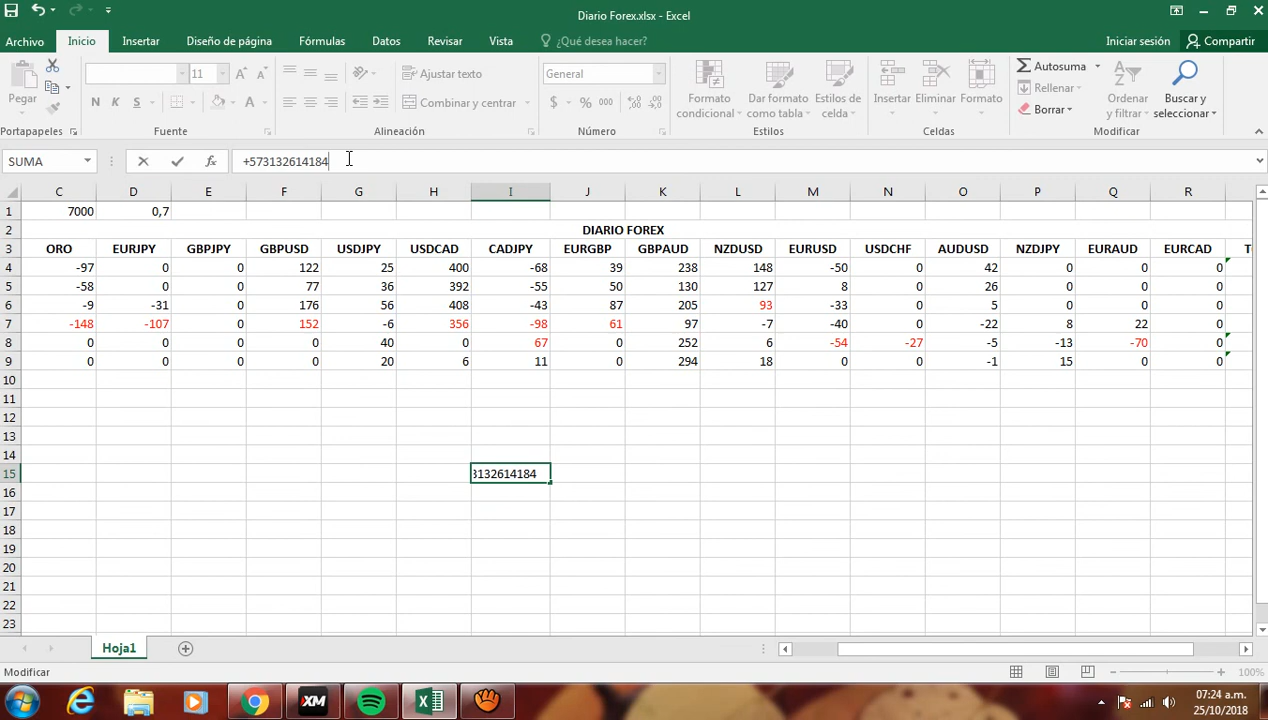 Diario Forex.xlsx - Excel
Archivo Inicio Insertar Diseño de página Fórmulas Datos Revisar Vista ¿Qué desea hacer? Iniciar sesión Compartir
Pegar 11 Ajustar texto General Formato condicional Dar formato como tabla Estilos de celda Insertar Eliminar Formato Autosuma Ordenar y filtrar Buscar y seleccionar
N K S A Combinar y centrar $ % 000 Rellenar
Borrar
Portapapeles Fuente Alineación Número Estilos Celdas Modificar
SUMA fx +573132614184
C D E F G H I J K L M N O P Q R
1 7000 0,7
2 DIARIO FOREX
3 ORO EURJPY GBPJPY GBPUSD USDJPY USDCAD CADJPY EURGBP GBPAUD NZDUSD EURUSD USDCHF AUDUSD NZDJPY EURAUD EURCAD
4 -97 0 0 122 25 400 -68 39 238 148 -50 0 42 0 0 0
5 -58 0 0 77 36 392 -55 50 130 127 8 0 26 0 0 0
6 -9 -31 0 176 56 408 -43 87 205 93 -33 0 5 0 0 0
7 -148 -107 0 152 -6 356 -98 61 97 -7 -40 0 -22 8 22 0
8 0 0 0 0 40 0 67 0 252 6 -54 -27 -5 -13 -70 0
9 0 0 0 0 20 6 11 0 294 18 0 0 -1 15 0 0
10
11
12
13
14
15 3132614184
16
17
18
19
20
21
22
23
Hoja1
Modificar 100%
XM 07:24 a.m.
25/10/2018